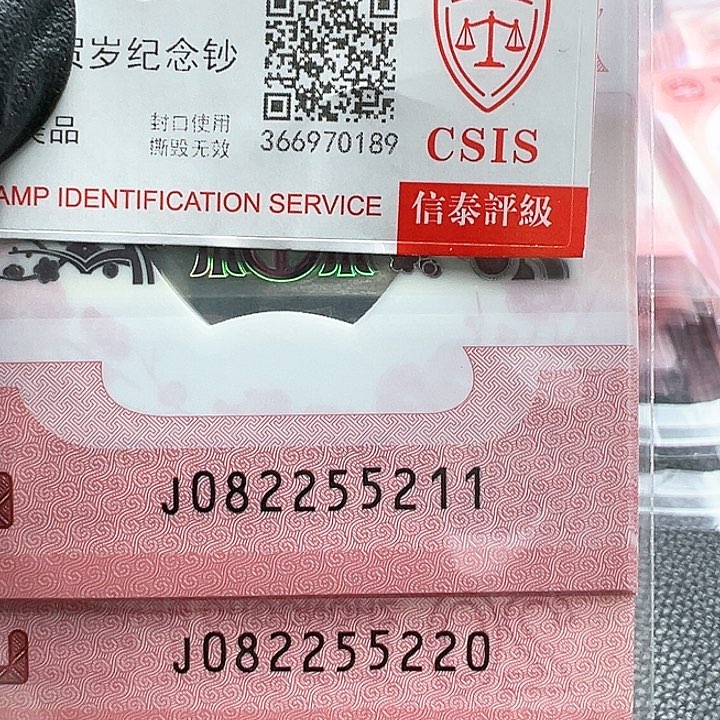 贺岁纪念钞
品
封口使用
撕毁无效
366970189
CSIS
AMP IDENTIFICATION SERVICE
信泰評級
J082255211
J082255220